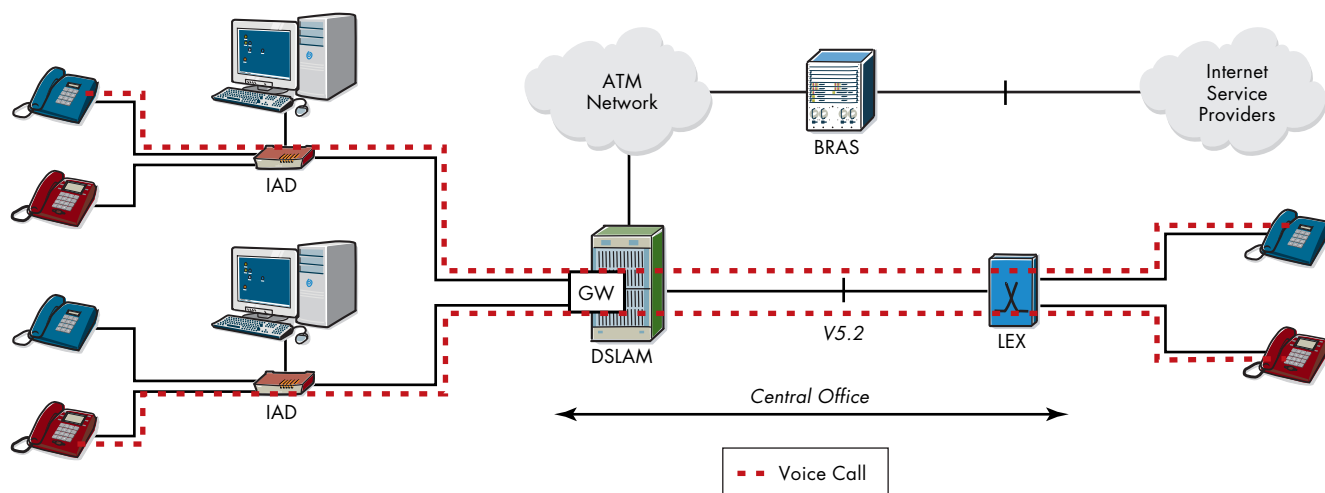 ATM
Network
Internet
Service
Providers
BRAS
IAD
GW
DSLAM
V5.2
LEX
IAD
Central Office
Voice Call